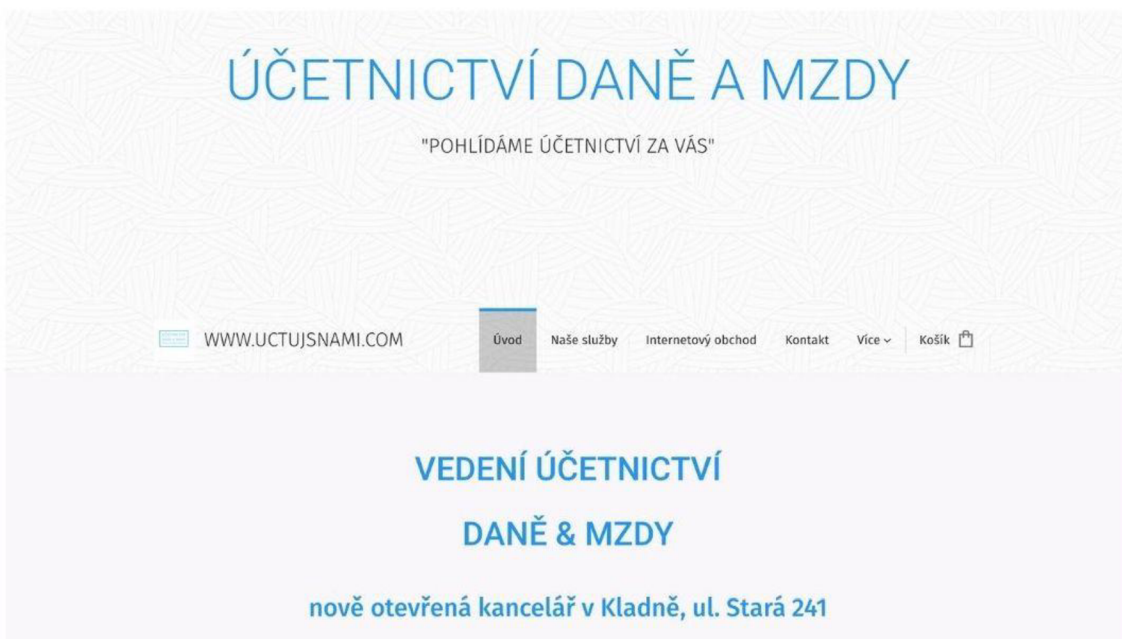 ÚČETNICTVÍ DANĚ A MZDY
"POHLÍDÁME ÚČETNICTVÍ ZA VÁS"
WWW.UCTUJSNAMI.COM Úvod Naše služby Internetový obchod Kontakt Více Košík
VEDENÍ ÚČETNICTVÍ
DANĚ & MZDY
nově otevřená kancelář v Kladně, ul. Stará 241